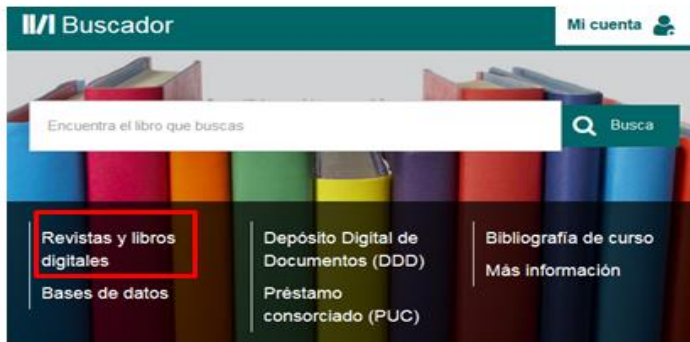 Buscador
Mi cuenta
Encuentra el libro que buscas
Busca
Revistas y libros
digitales
Bases de datos
Depósito Digital de
Documentos (DDD)
Préstamo
consorciado (PUC)
Bibliografía de curso
Más información